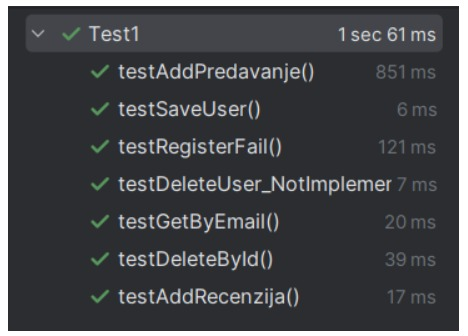 Test1 1 sec 61 ms
testAddPredavanje() 851 ms
testSaveUser() 6 ms
testRegisterFail() 121 ms
testDeleteUser_NotImplemer 7 ms
testGetByEmail() 20 ms
testDeleteById() 39 ms
testAddRecenzija() 17 ms